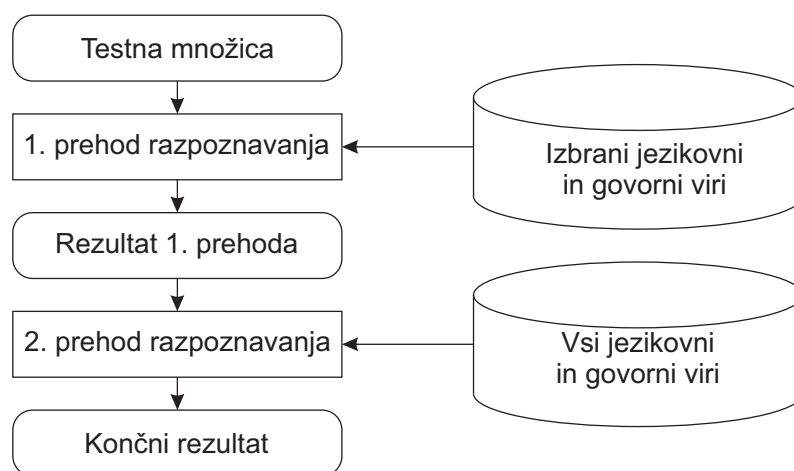 Testna množica
1. prehod razpoznavanja
Izbrani jezikovni
in govorni viri
Rezultat 1. prehoda
2. prehod razpoznavanja
Vsi jezikovni
in govorni viri
Končni rezultat